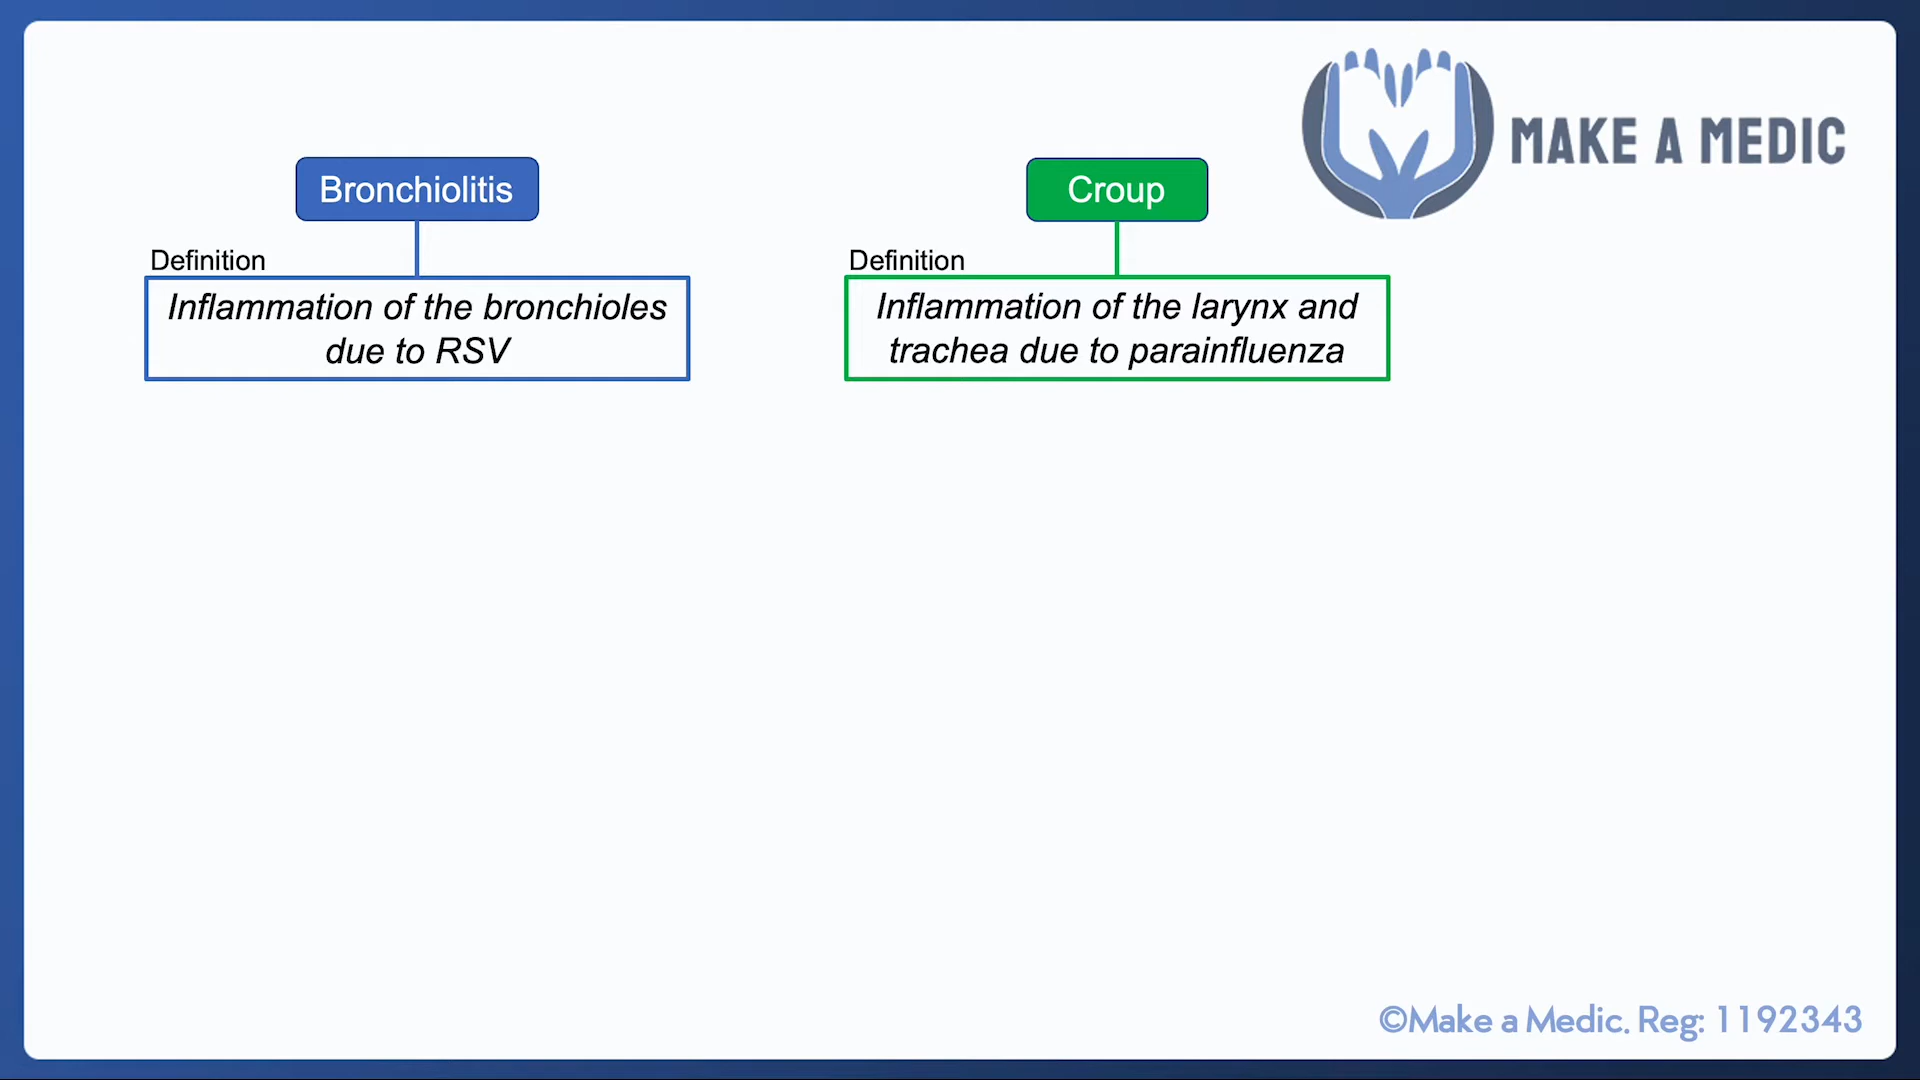 MAKE A MEDIC
Bronchiolitis
Definition
Inflammation of the bronchioles
due to RSV
Croup
Definition
Inflammation of the larynx and
trachea due to parainfluenza
©Make a Medic. Reg: 1192343